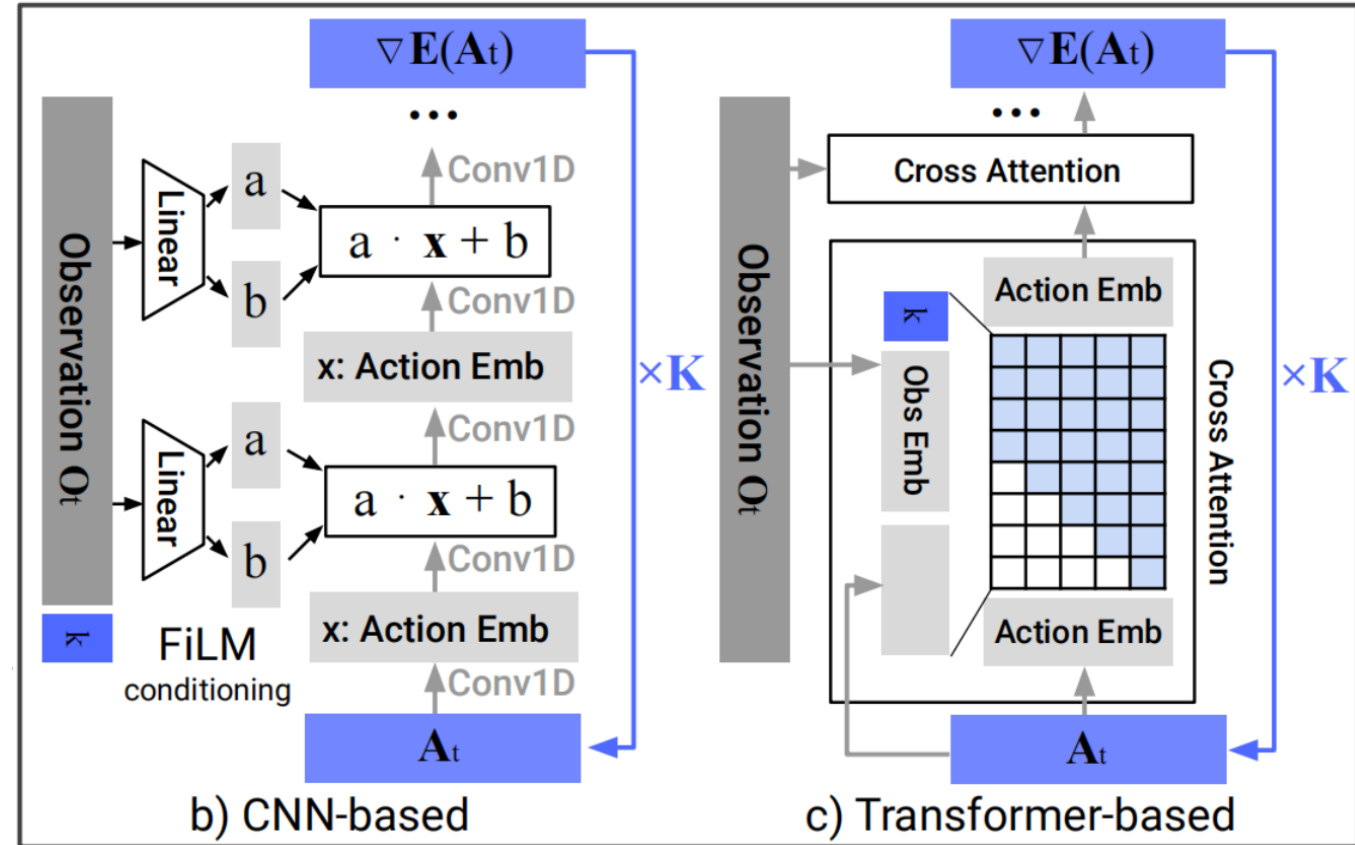 ∇E(At)
...
Conv1D
Observation Ot
Linear
a
b
a · x + b
Conv1D
x: Action Emb
Conv1D
Linear
a
b
a · x + b
Conv1D
x: Action Emb
Conv1D
k
FiLM
conditioning
At
×K
b) CNN-based
∇E(At)
...
Cross Attention
Observation Ot
Action Emb
k
Obs Emb
Cross Attention
Action Emb
At
×K
c) Transformer-based